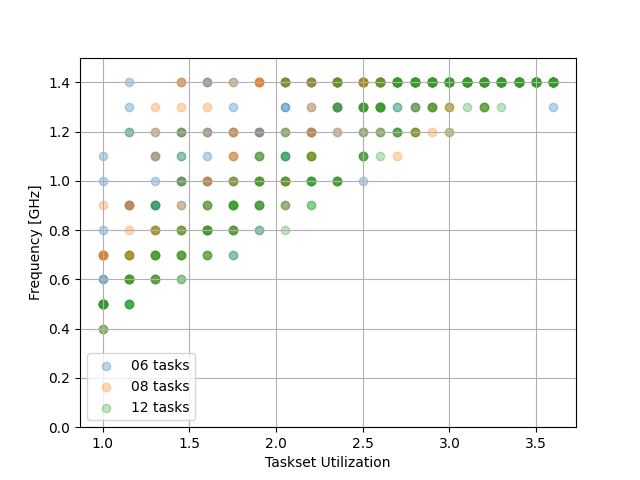 1.4
1.2
1.0
0.8
0.6
0.4
0.2
0.0
Frequency [GHz]
06 tasks
08 tasks
12 tasks
1.0 1.5 2.0 2.5 3.0 3.5
Taskset Utilization